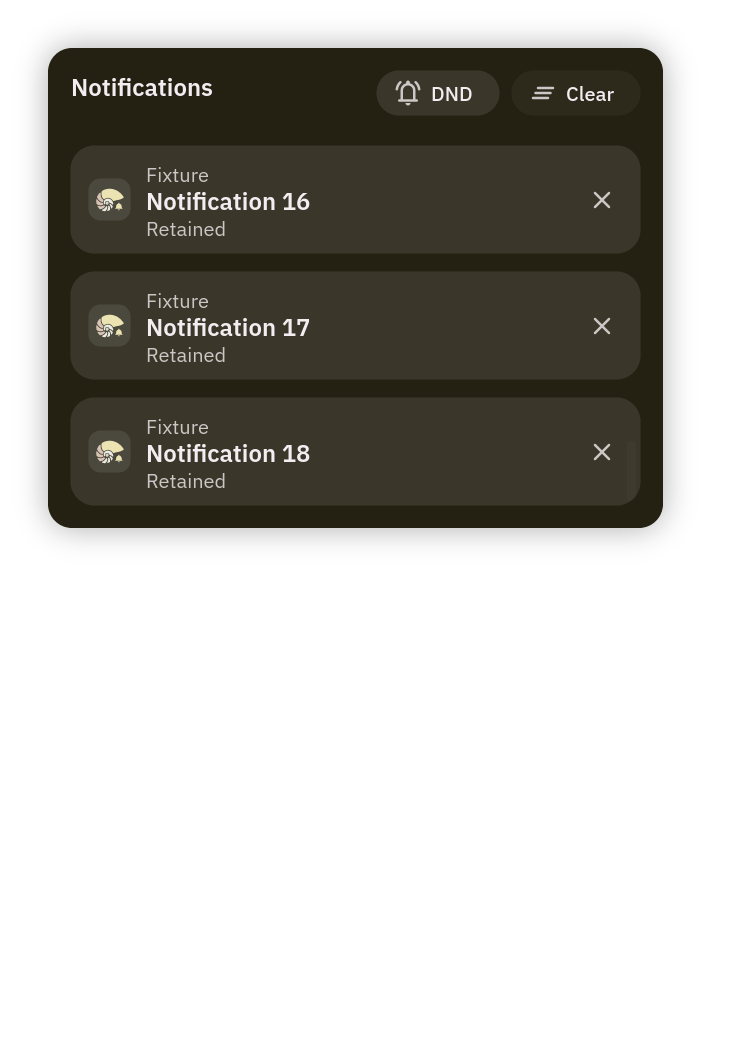 Notifications
DND
Clear
Fixture
Notification 16
Retained
Fixture
Notification 17
Retained
Fixture
Notification 18
Retained